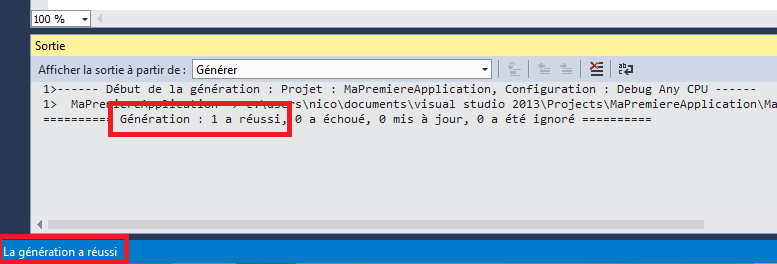 100 %
Sortie
Afficher la sortie à partir de : Générer
1>------ Début de la génération : Projet : MaPremiereApplication, Configuration : Debug Any CPU ------
1> MaPremiereApplication -> c:\users\nico\documents\visual studio 2013\Projects\MaPremiereApplication\Ma
========== Génération : 1 a réussi, 0 a échoué, 0 mis à jour, 0 a été ignoré ==========
La génération a réussi